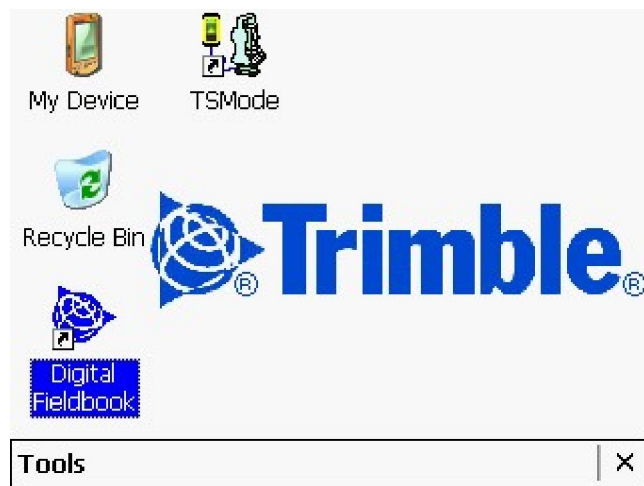 My Device
TSMode
Recycle Bin
Trimble®
Digital
Fieldbook
Tools